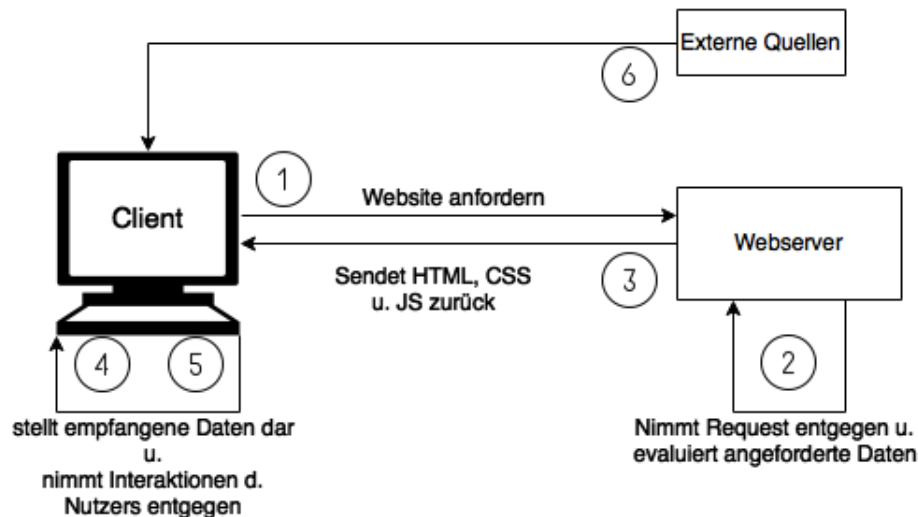 Externe Quellen
6
1
Client
Website anfordern
Webserver
Sendet HTML, CSS
u. JS zurück
3
4
5
2
stellt empfangene Daten dar
u.
nimmt Interaktionen d.
Nutzers entgegen
Nimmt Request entgegen u.
evaluiert angeforderte Daten